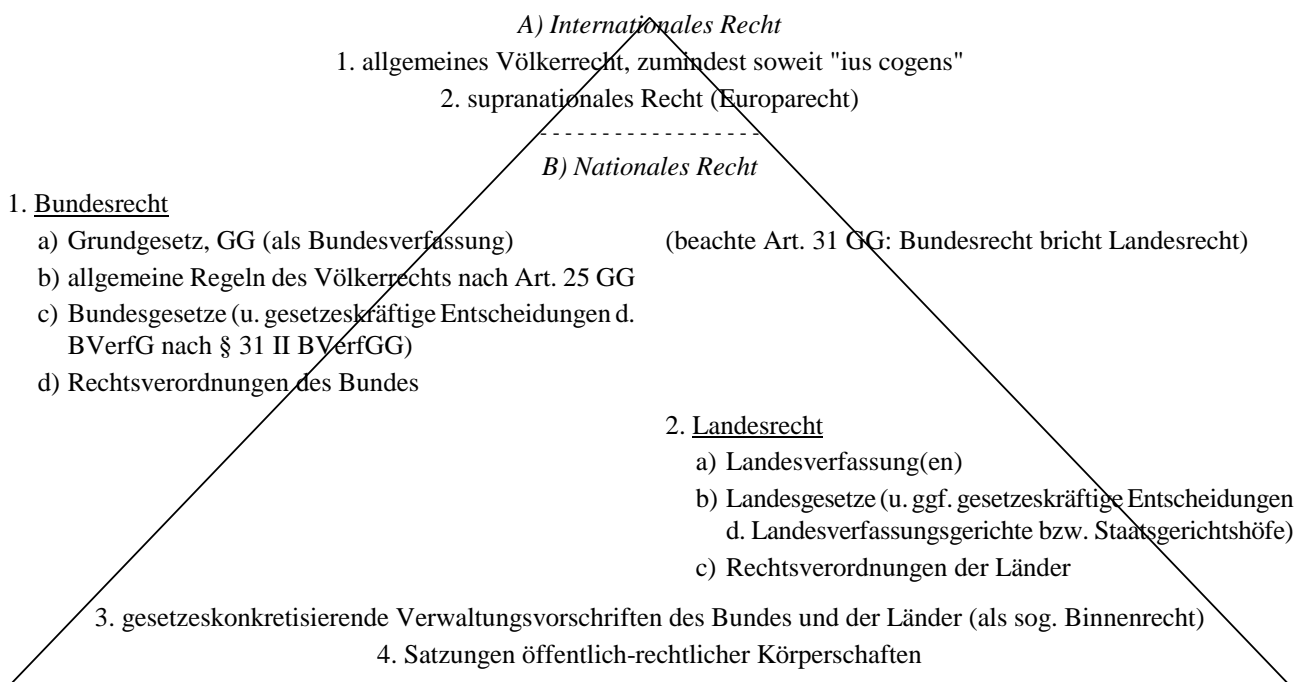 A) Internationales Recht
1. allgemeines Völkerrecht, zumindest soweit "ius cogens"
2. supranationales Recht (Europarecht)
B) Nationales Recht
1. Bundesrecht
a) Grundgesetz, GG (als Bundesverfassung)
(beachte Art. 31 GG: Bundesrecht bricht Landesrecht)
b) allgemeine Regeln des Völkerrechts nach Art. 25 GG
c) Bundesgesetze (u. gesetzeskräftige Entscheidungen d.
BVerfG nach § 31 II BVerfGG)
d) Rechtsverordnungen des Bundes
2. Landesrecht
a) Landesverfassung(en)
b) Landesgesetze (u. ggf. gesetzeskräftige Entscheidungen
d. Landesverfassungsgerichte bzw. Staatsgerichtshöfe)
c) Rechtsverordnungen der Länder
3. gesetzeskonkretisierende Verwaltungsvorschriften des Bundes und der Länder (als sog. Binnenrecht)
4. Satzungen öffentlich-rechtlicher Körperschaften